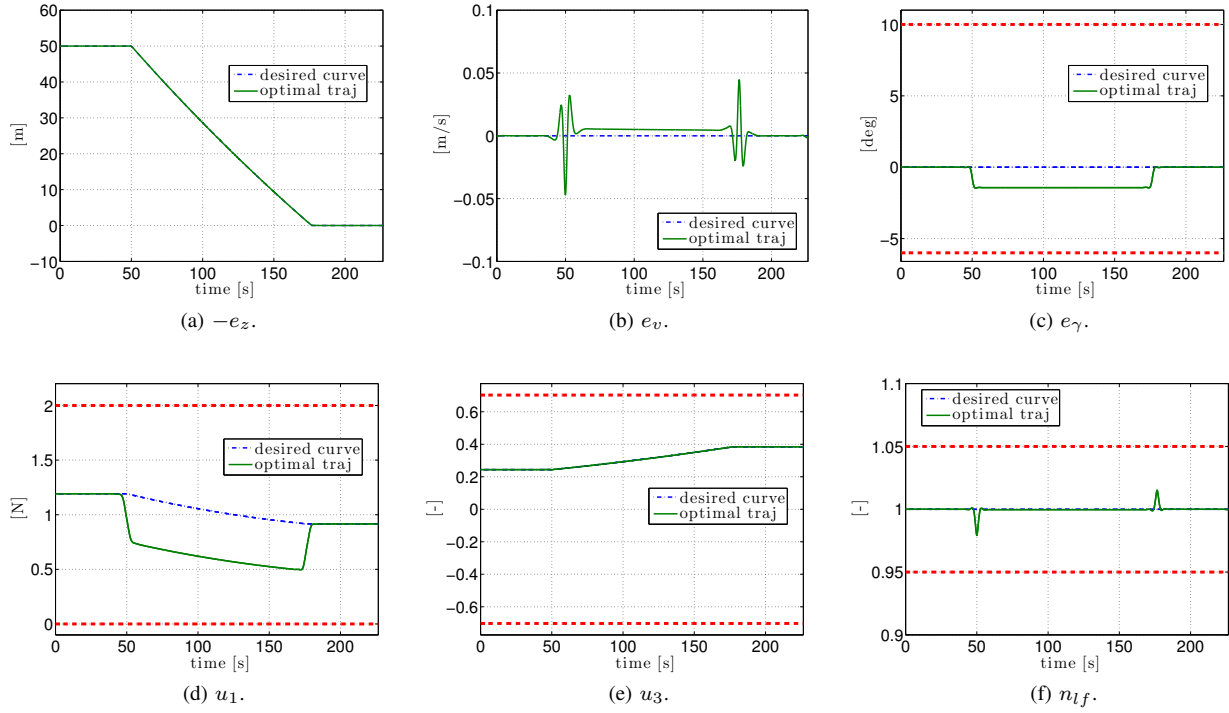 [m]
60
50
40
30
20
10
0
−10
0 50 100 150 200
time [s]
desired curve
optimal traj
(a) −e_z.
[m/s]
0.1
0.05
0
−0.05
−0.1
0 50 100 150 200
time [s]
desired curve
optimal traj
(b) e_v.
[deg]
10
5
0
−5
0 50 100 150 200
time [s]
desired curve
optimal traj
(c) e_γ.
[N]
2
1.5
1
0.5
0
0 50 100 150 200
time [s]
desired curve
optimal traj
(d) u_1.
[-]
0.6
0.4
0.2
0
−0.2
−0.4
−0.6
0 50 100 150 200
time [s]
desired curve
optimal traj
(e) u_3.
[-]
1.1
1.05
1
0.95
0.9
0 50 100 150 200
time [s]
desired curve
optimal traj
(f) n_{lf}.